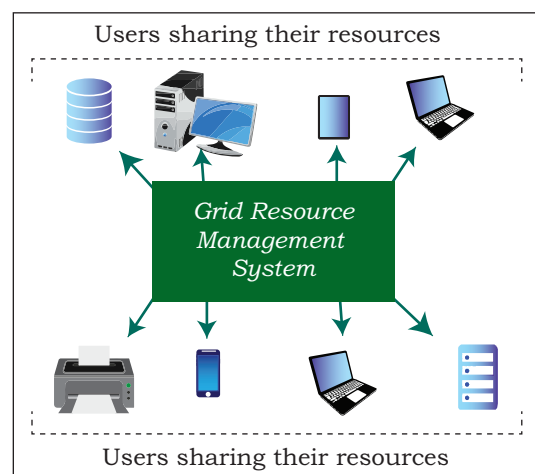 Users sharing their resources
Grid Resource
Management
System
Users sharing their resources